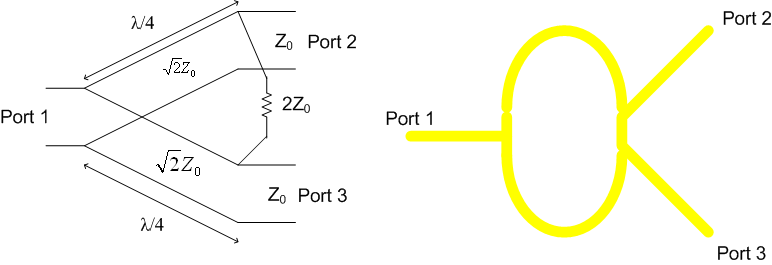 λ/4
Z₀ Port 2
√2Z₀
2Z₀
Port 1
√2Z₀
Z₀ Port 3
λ/4
Port 2
Port 1
Port 3